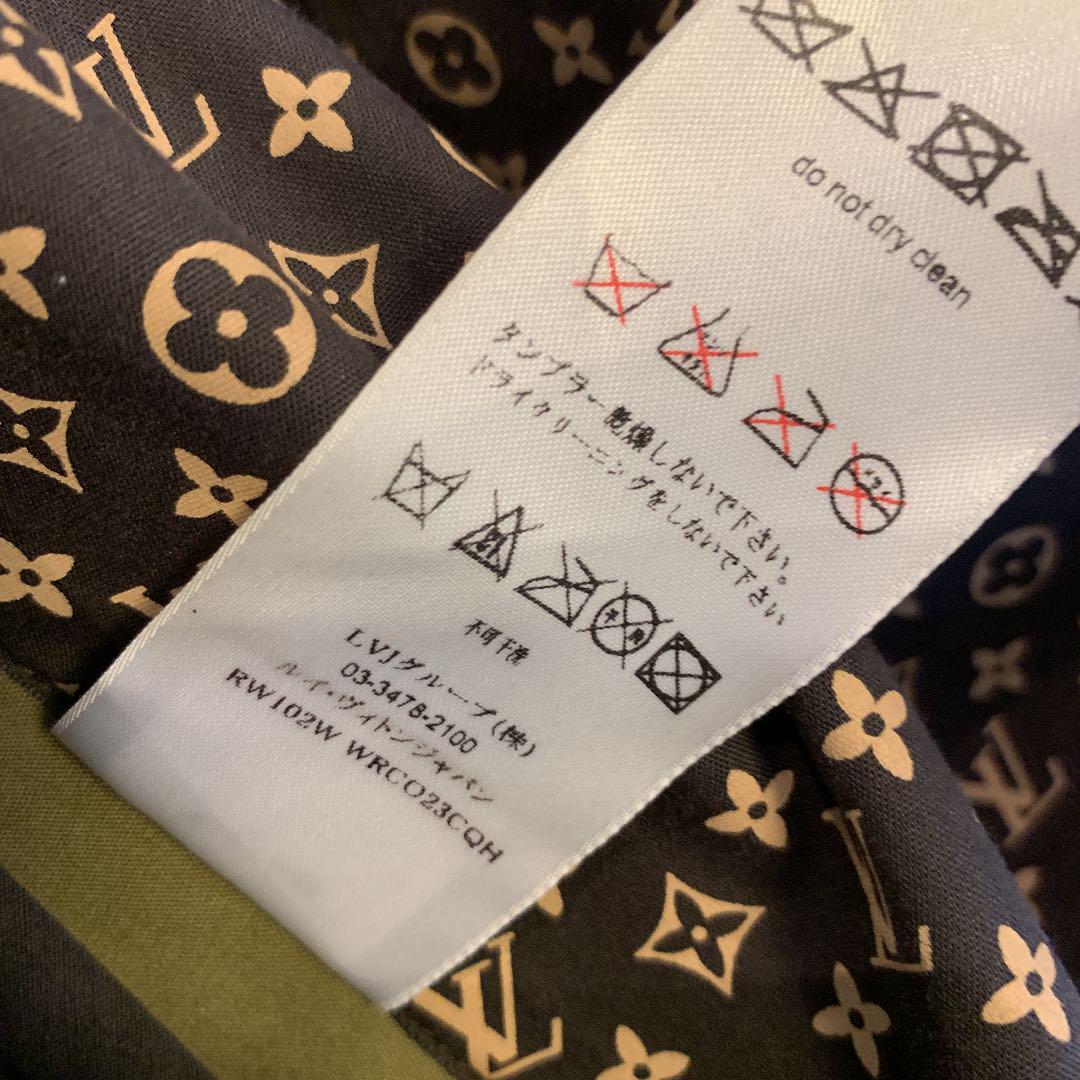 do not dry clean
タンブラー乾燥しないで下さい。
ドライクリーニングをしないで下さい
不可干洗
LVJグループ(株)
03-3478-2100
ルイ・ヴィトンジャパン
RW102W WRCO23CQH